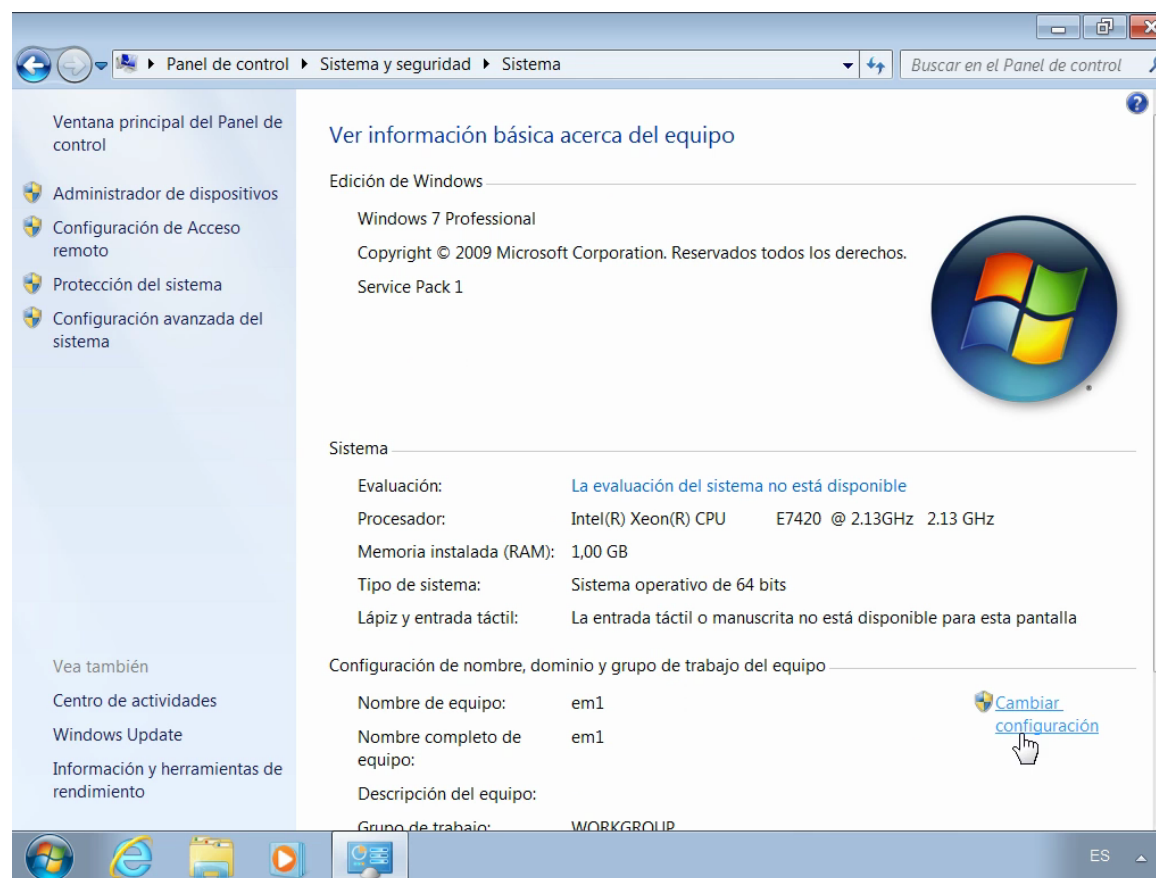 Panel de control Sistema y seguridad Sistema
Buscar en el Panel de control
Ventana principal del Panel de
control
Administrador de dispositivos
Configuración de Acceso
remoto
Protección del sistema
Configuración avanzada del
sistema
Vea también
Centro de actividades
Windows Update
Información y herramientas de
rendimiento
Ver información básica acerca del equipo
Edición de Windows
Windows 7 Professional
Copyright © 2009 Microsoft Corporation. Reservados todos los derechos.
Service Pack 1
Sistema
Evaluación: La evaluación del sistema no está disponible
Procesador: Intel(R) Xeon(R) CPU E7420 @ 2.13GHz 2.13 GHz
Memoria instalada (RAM): 1,00 GB
Tipo de sistema: Sistema operativo de 64 bits
Lápiz y entrada táctil: La entrada táctil o manuscrita no está disponible para esta pantalla
Configuración de nombre, dominio y grupo de trabajo del equipo
Nombre de equipo: em1 Cambiar
configuración
Nombre completo de em1
equipo:
Descripción del equipo:
Grupo de trabajo: WORKGROUP
ES